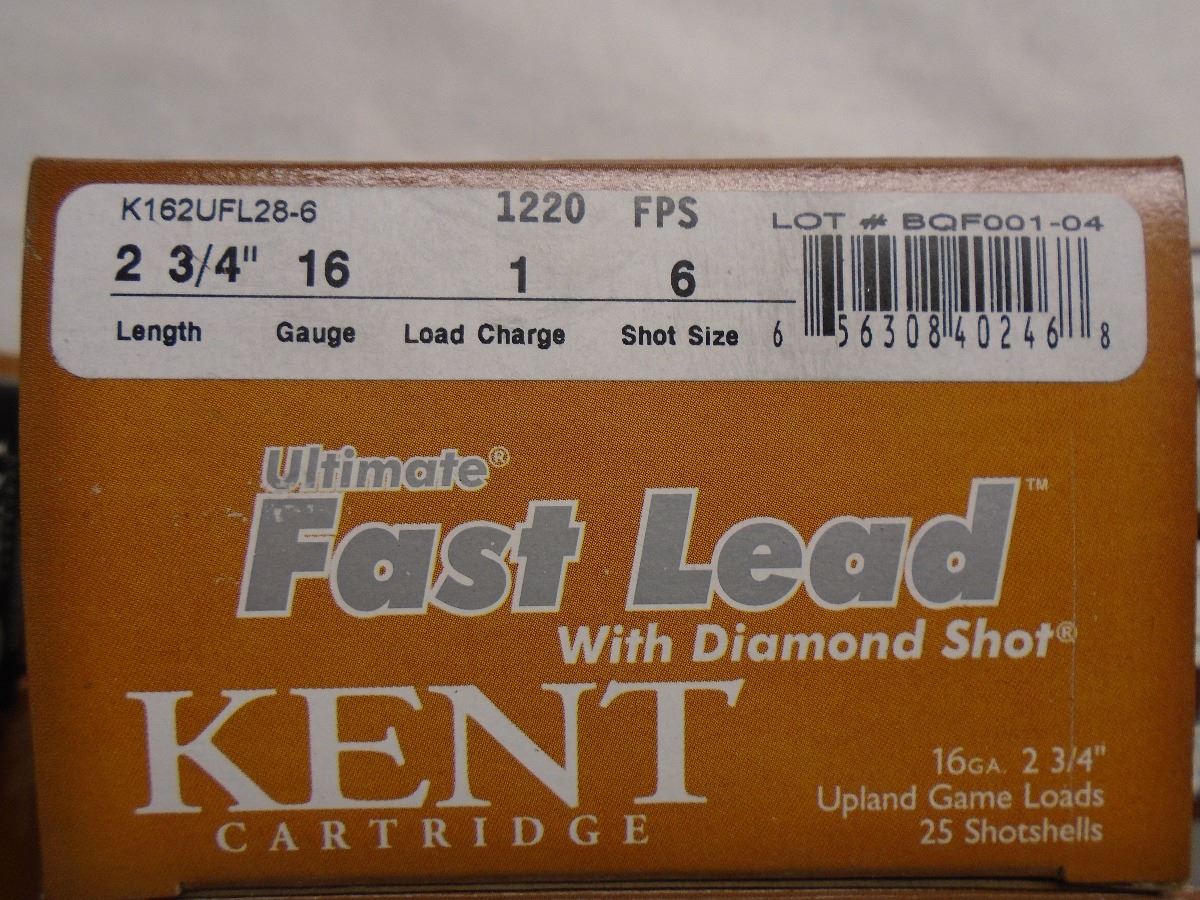 K162UFL28-6 1220 FPS LOT # BQF001-04
2 3/4" 16 1 6
Length Gauge Load Charge Shot Size 6 56308 40246 8
Ultimate®
Fast Lead™
With Diamond Shot®
KENT
CARTRIDGE
16GA. 2 3/4"
Upland Game Loads
25 Shotshells